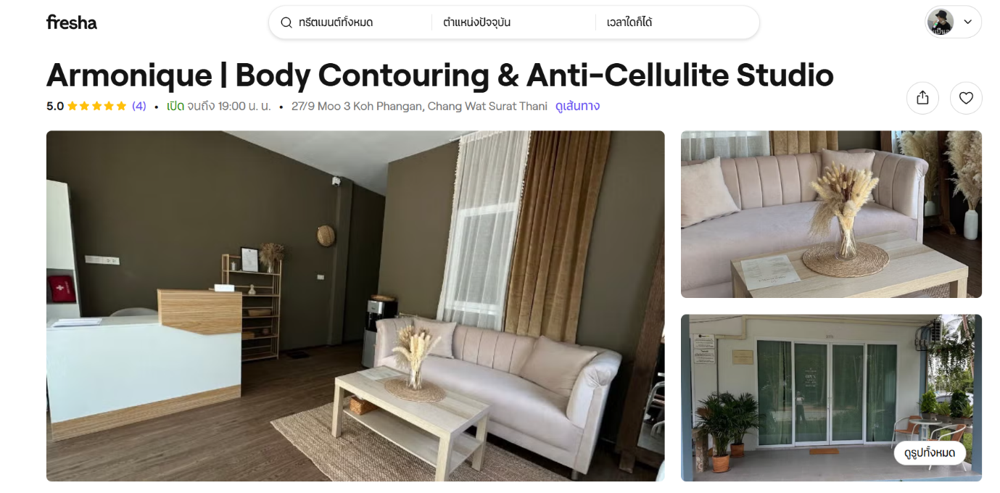 fresha
ทรีตเมนต์ทั้งหมด
ตำแหน่งปัจจุบัน
เวลาใดก็ได้
Armonique | Body Contouring & Anti-Cellulite Studio
5.0 (4) • เปิด จนถึง 19:00 น. น. • 27/9 Moo 3 Koh Phangan, Chang Wat Surat Thani ดูเส้นทาง
OPEN
ดูรูปทั้งหมด